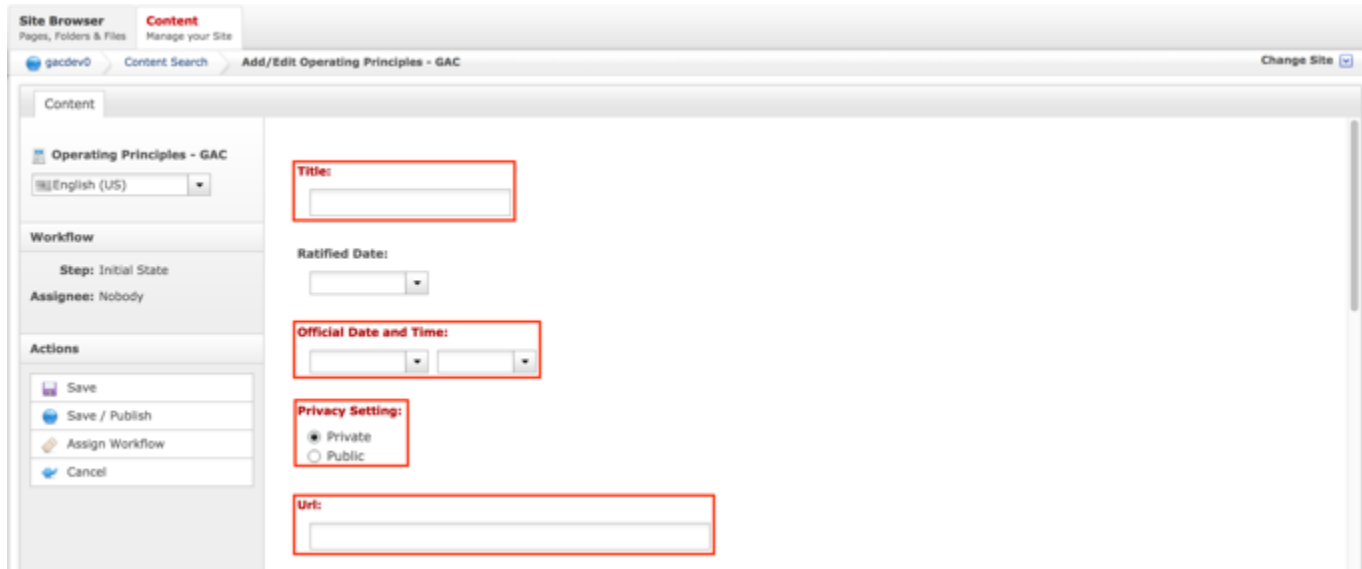 Site Browser
Pages, Folders & Files
Content
Manage your Site
gacdev0 Content Search Add/Edit Operating Principles - GAC
Change Site
Content
Operating Principles - GAC
English (US)
Workflow
Step: Initial State
Assignee: Nobody
Actions
Save
Save / Publish
Assign Workflow
Cancel
Title:
Ratified Date:
Official Date and Time:
Privacy Setting:
Private
Public
Url: